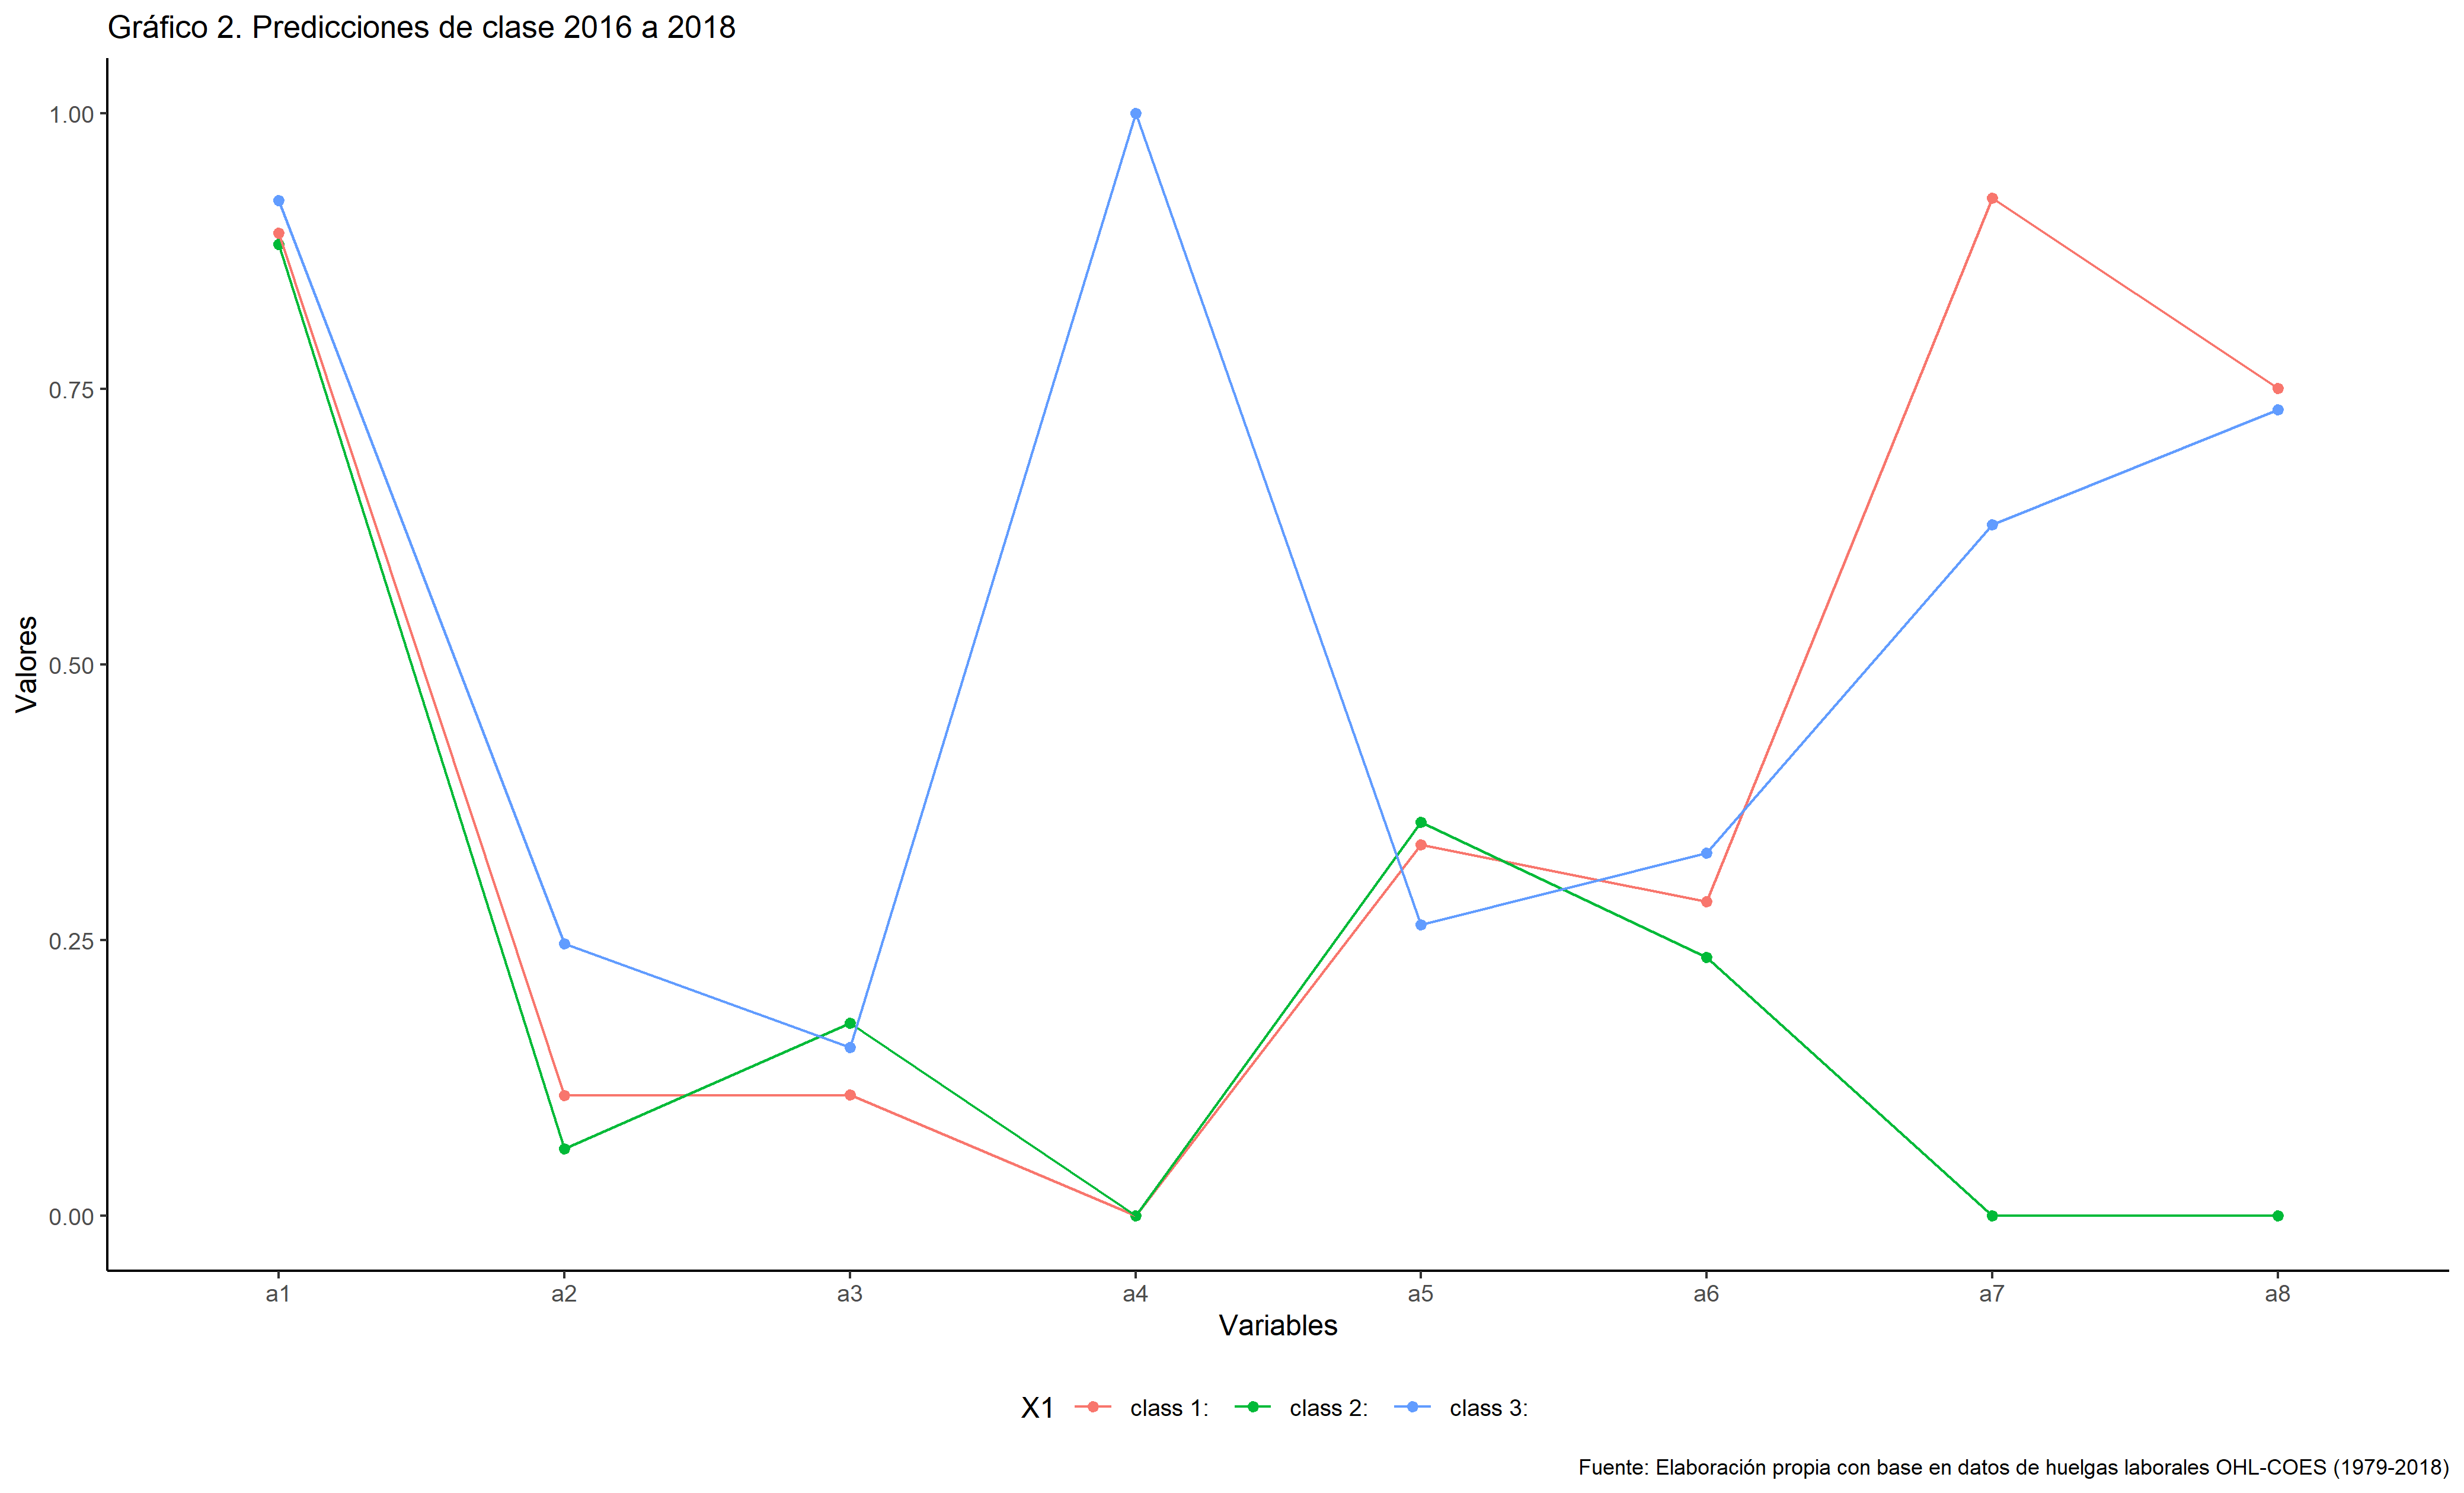 Gráfico 2. Predicciones de clase 2016 a 2018
1.00
0.75
0.50
0.25
0.00
Valores
a1 a2 a3 a4 a5 a6 a7 a8
Variables
X1 class 1: class 2: class 3:
Fuente: Elaboración propia con base en datos de huelgas laborales OHL-COES (1979-2018)